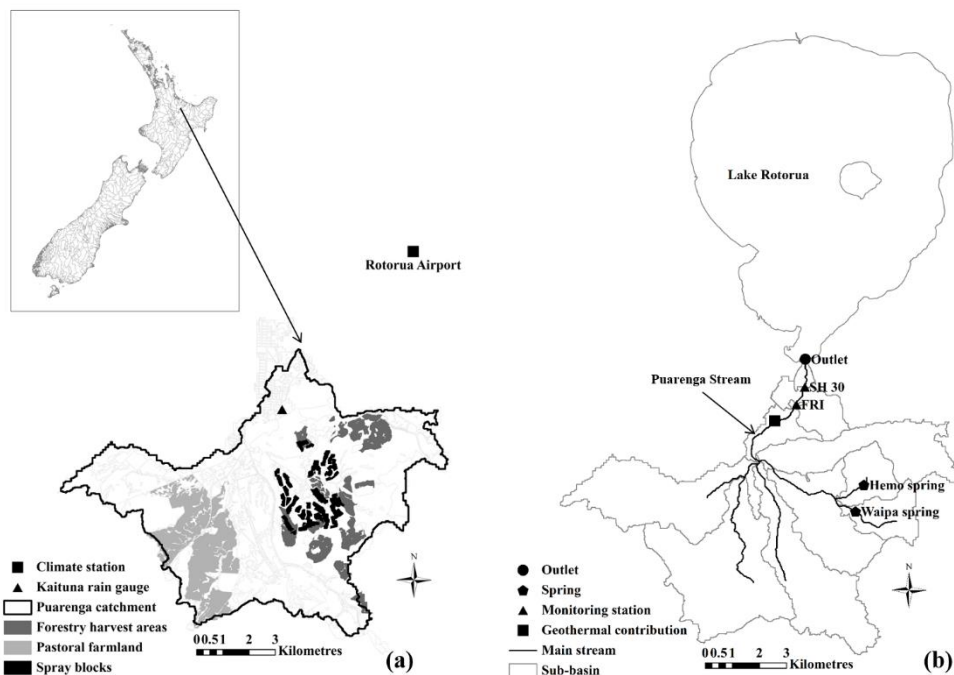 Rotorua Airport
N
Climate station
Kaituna rain gauge
Puarenga catchment
Forestry harvest areas
Pastoral farmland
Spray blocks
0 0.5 1 2 3
Kilometres
(a)
Lake Rotorua
Outlet
SH 30
FRI
Puarenga Stream
Hemo spring
Waipa spring
N
Outlet
Spring
Monitoring station
Geothermal contribution
Main stream
Sub-basin
0 0.5 1 2 3
Kilometres
(b)